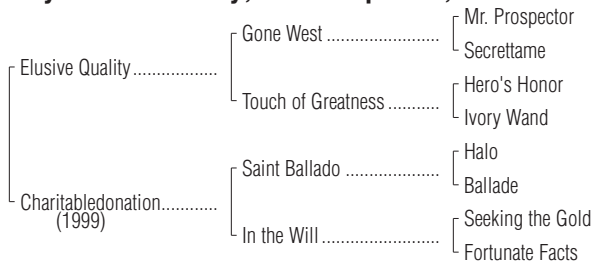 Mr. Prospector
Gone West
Secrettame
Elusive Quality
Hero's Honor
Touch of Greatness
Ivory Wand
Halo
Saint Ballado
Ballade
Charitabledonation
(1999)
Seeking the Gold
In the Will
Fortunate Facts